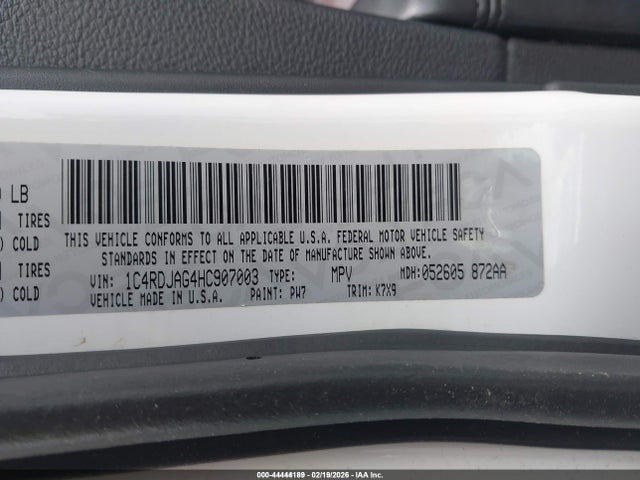 LB
TIRES
) COLD
TIRES
) COLD
THIS VEHICLE CONFORMS TO ALL APPLICABLE U.S.A. FEDERAL MOTOR VEHICLE SAFETY
STANDARDS IN EFFECT ON THE DATE OF MANUFACTURE SHOWN ABOVE.
VIN: 1C4RDJAG4HC907003 TYPE: MPV MDH:052605 872AA
VEHICLE MADE IN U.S.A. PAINT: PW7 TRIM:K7X9
000-44444189 - 02/19/2026 - IAA Inc.